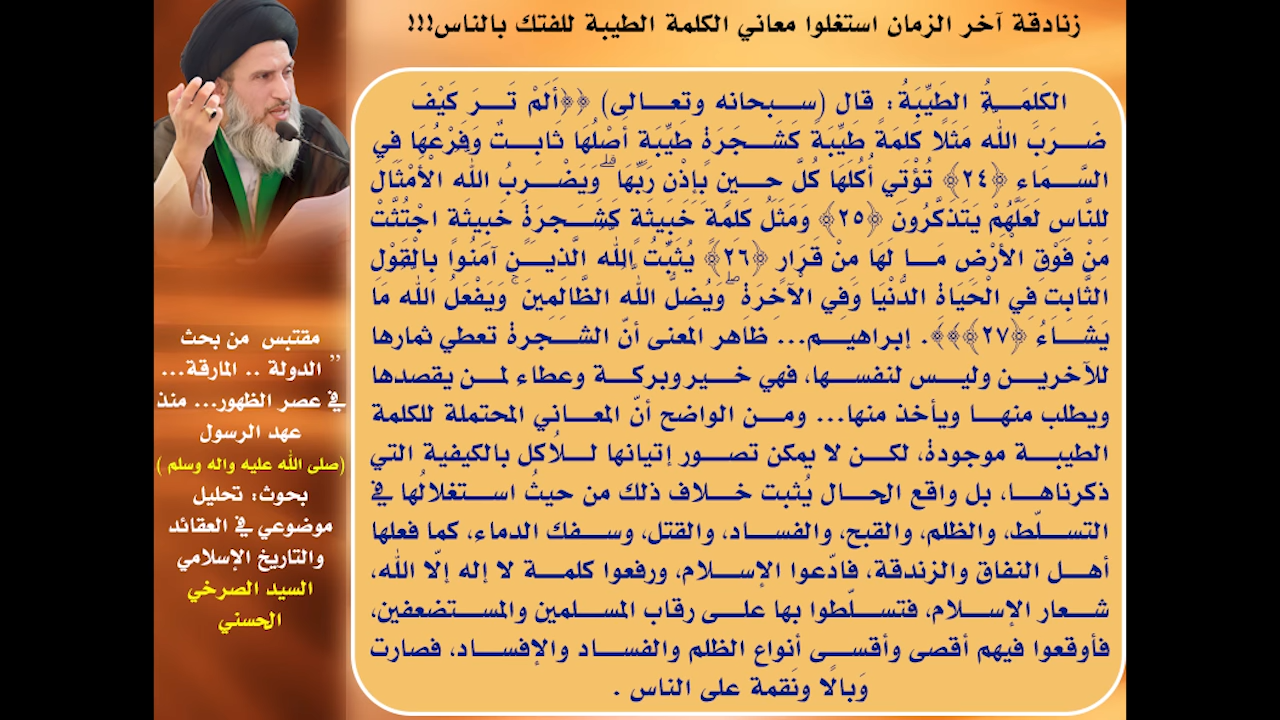 زنادقة آخر الزمان استغلوا معاني الكلمة الطيبة للفتك بالناس!!!
الكلمة الطَيِّبَةُ: قال (سبحانه وتعالى) ﴿﴿أَلَمْ تَرَ كَيْفَ
ضَرَبَ اللَّه مَثَلًا كَلِمَةً طَيِّبَةً كَشَجَرَةٍ طَيِّبَةٍ أَصْلُهَا ثَابِتٌ وَفَرْعُهَا فِي
السَّمَاءِ ﴿٢٤﴾ تُؤْتِي أُكُلَهَا كُلَّ حِينٍ بِإِذْنِ رَبِّهَا ۗ وَيَضْرِبُ اللَّه الْأَمْثَالَ
لِلنَّاسِ لَعَلَّهُمْ يَتَذَكَّرُونَ ﴿٢٥﴾ وَمَثَلُ كَلِمَةٍ خَبِيثَةٍ كَشَجَرَةٍ خَبِيثَةٍ اجْتُثَّتْ
مِنْ فَوْقِ الْأَرْضِ مَا لَهَا مِنْ قَرَارٍ ﴿٢٦﴾ يُثَبِّتُ اللَّه الَّذِينَ آمَنُوا بِالْقَوْلِ
الثَّابِتِ فِي الْحَيَاةِ الدُّنْيَا وَفِي الْآخِرَةِ ۖ وَيُضِلُّ اللَّه الظَّالِمِينَ ۚ وَيَفْعَلُ اللَّه مَا
يَشَاءُ ﴿٢٧﴾﴾﴾. إبراهيم... ظاهر المعنى أنّ الشجرة تعطي ثمارها
للآخرين وليس لنفسها، فهي خير وبركة وعطاء لمن يقصدها
ويطلب منها ويأخذ منها... ومن الواضح أنّ المعاني المحتملة للكلمة
الطيبة موجودة، لكن لا يمكن تصور إتيانها للأكل بالكيفية التي
ذكرناها، بل واقع الحال يُثبت خلاف ذلك من حيثُ استغلالُها في
التسلّط، والظلم، والقبح، والفساد، والقتل، وسفك الدماء، كما فعلها
أهل النفاق والزندقة، فادّعوا الإسلام، ورفعوا كلمة لا إله إلّا الله،
شعار الإسلام، فتسلّطوا بها على رقاب المسلمين والمستضعفين،
فأوقعوا فيهم أقصى وأقسى أنواع الظلم والفساد والإفساد، فصارت
وَبالًا ونَقمة على الناس .
مقتبس من بحث
" الدولة .. المارقة...
في عصر الظهور... منذ
عهد الرسول
(صلى الله عليه واله وسلم )
بحوث: تحليل
موضوعي في العقائد
والتاريخ الإسلامي
السيد الصرخي
الحسني